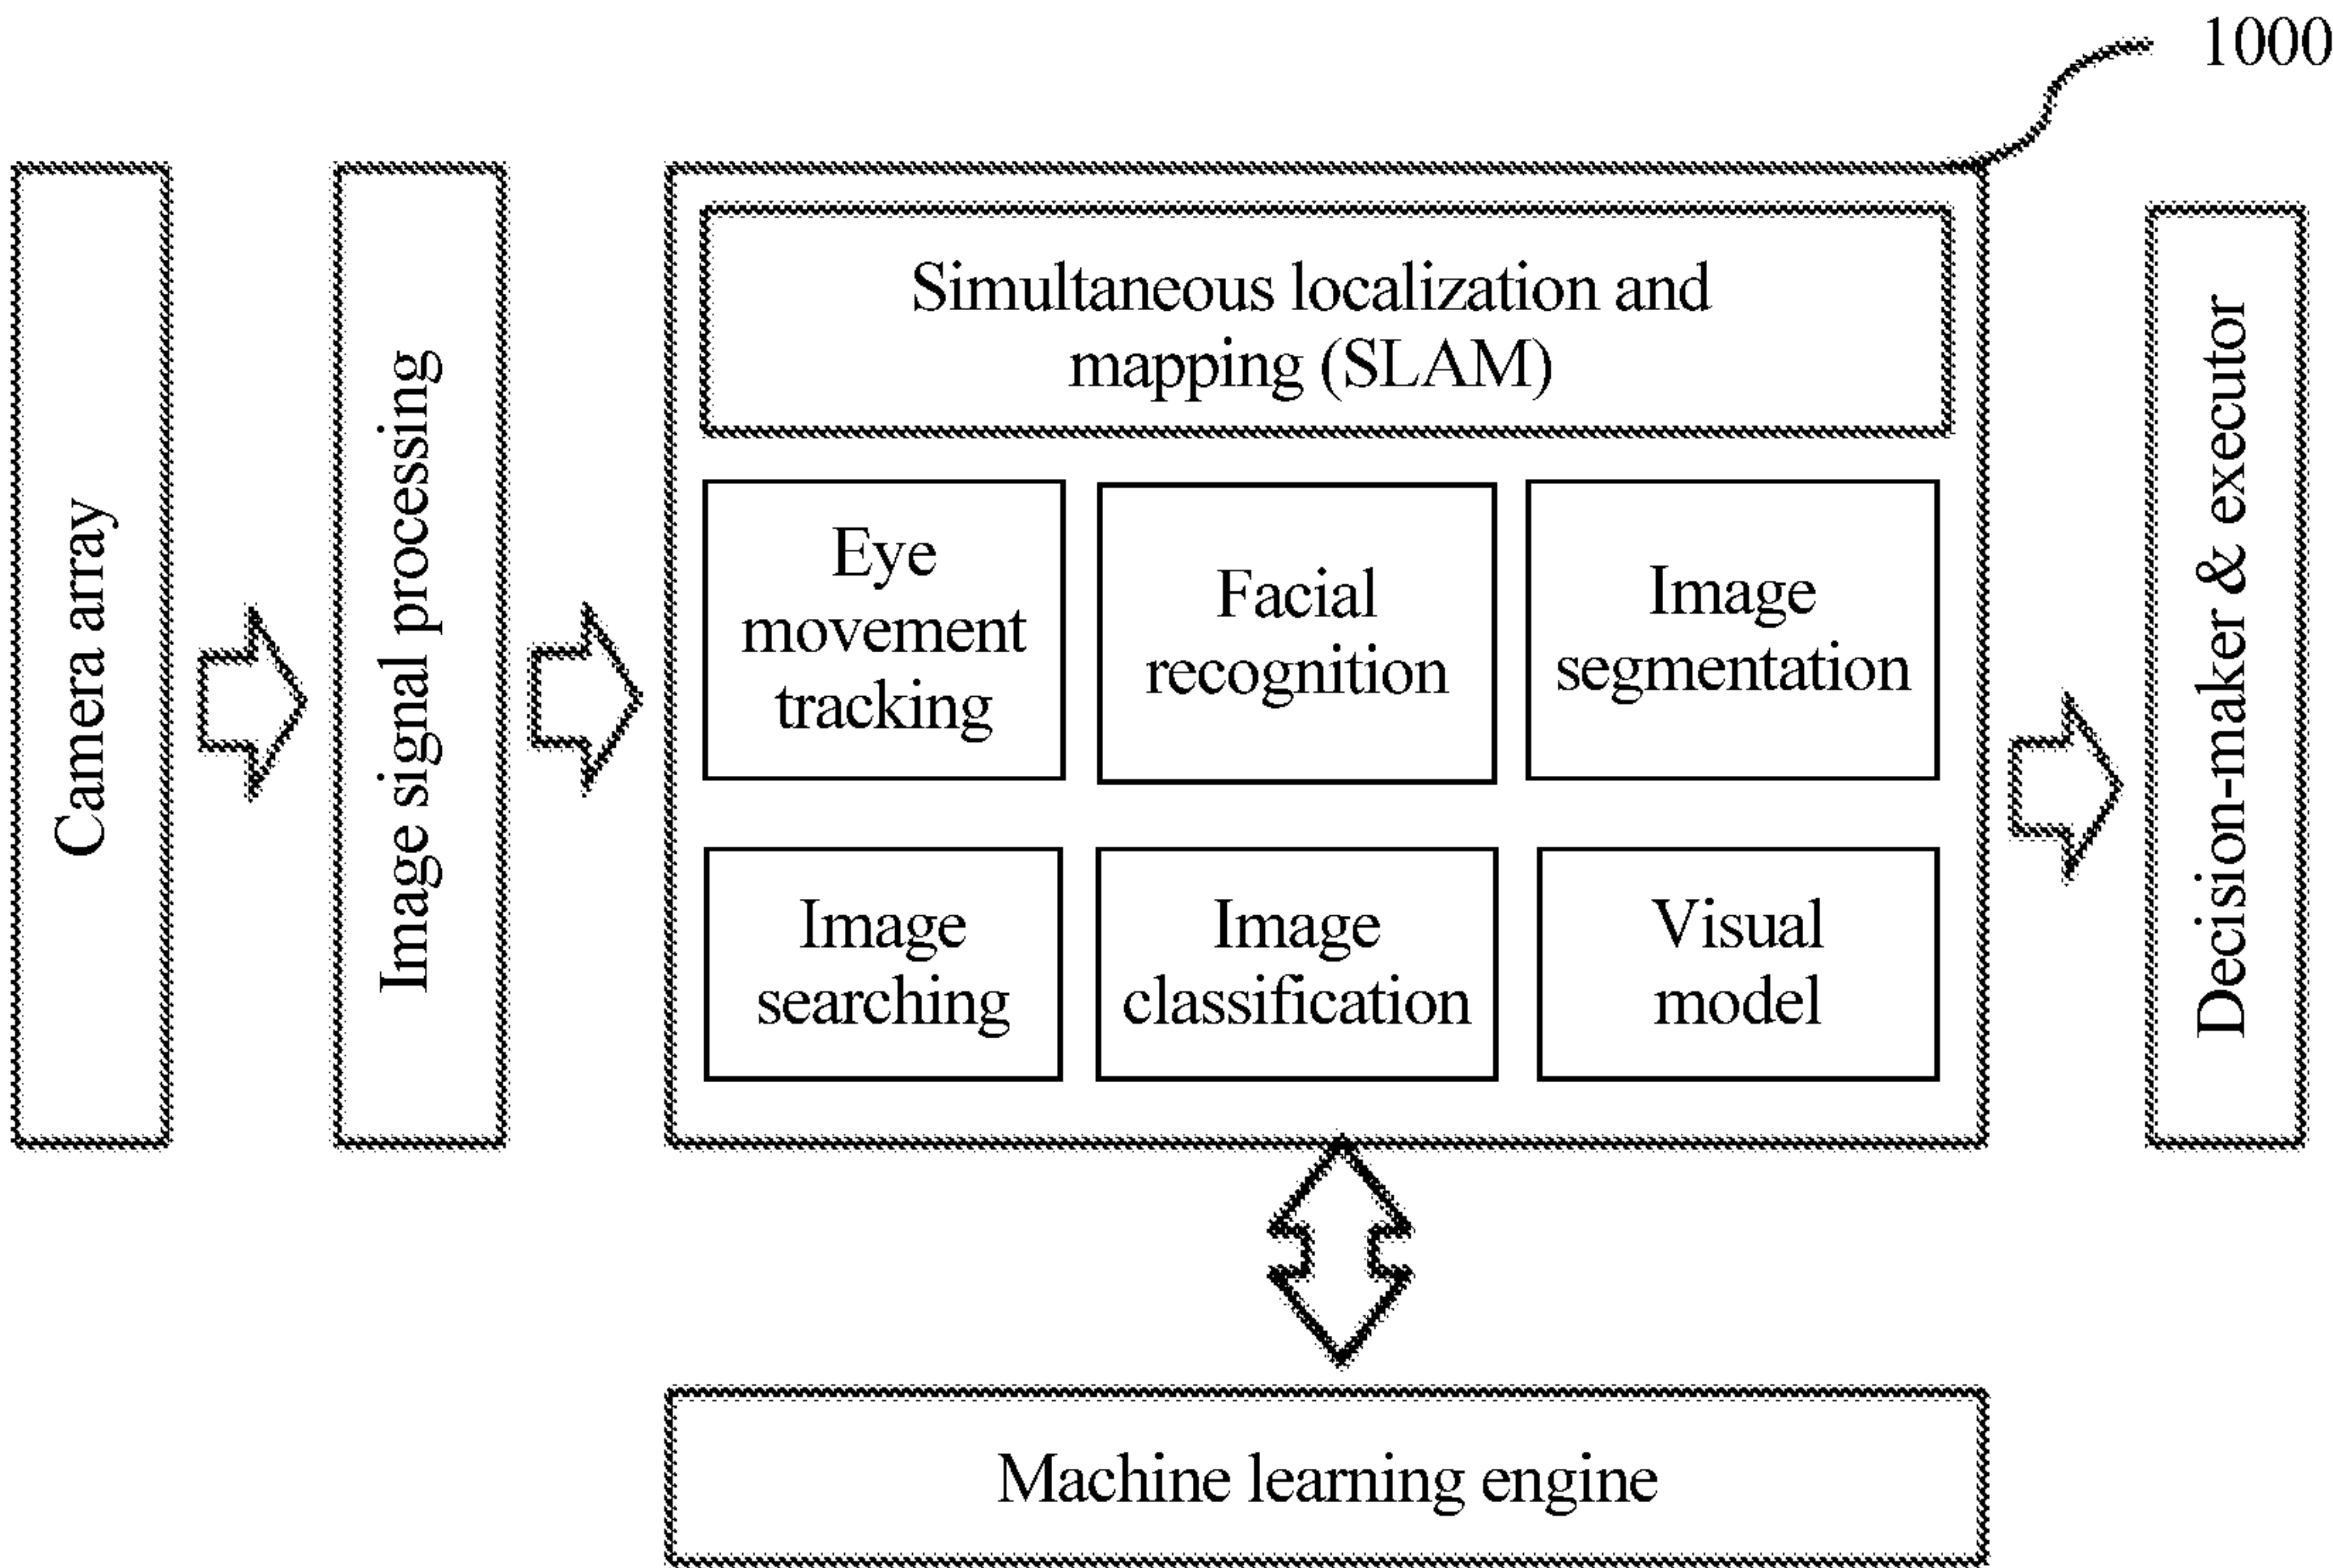 1000
Camera array
Image signal processing
Simultaneous localization and
mapping (SLAM)
Eye
movement
tracking
Facial
recognition
Image
segmentation
Image
searching
Image
classification
Visual
model
Decision-maker & executor
Machine learning engine